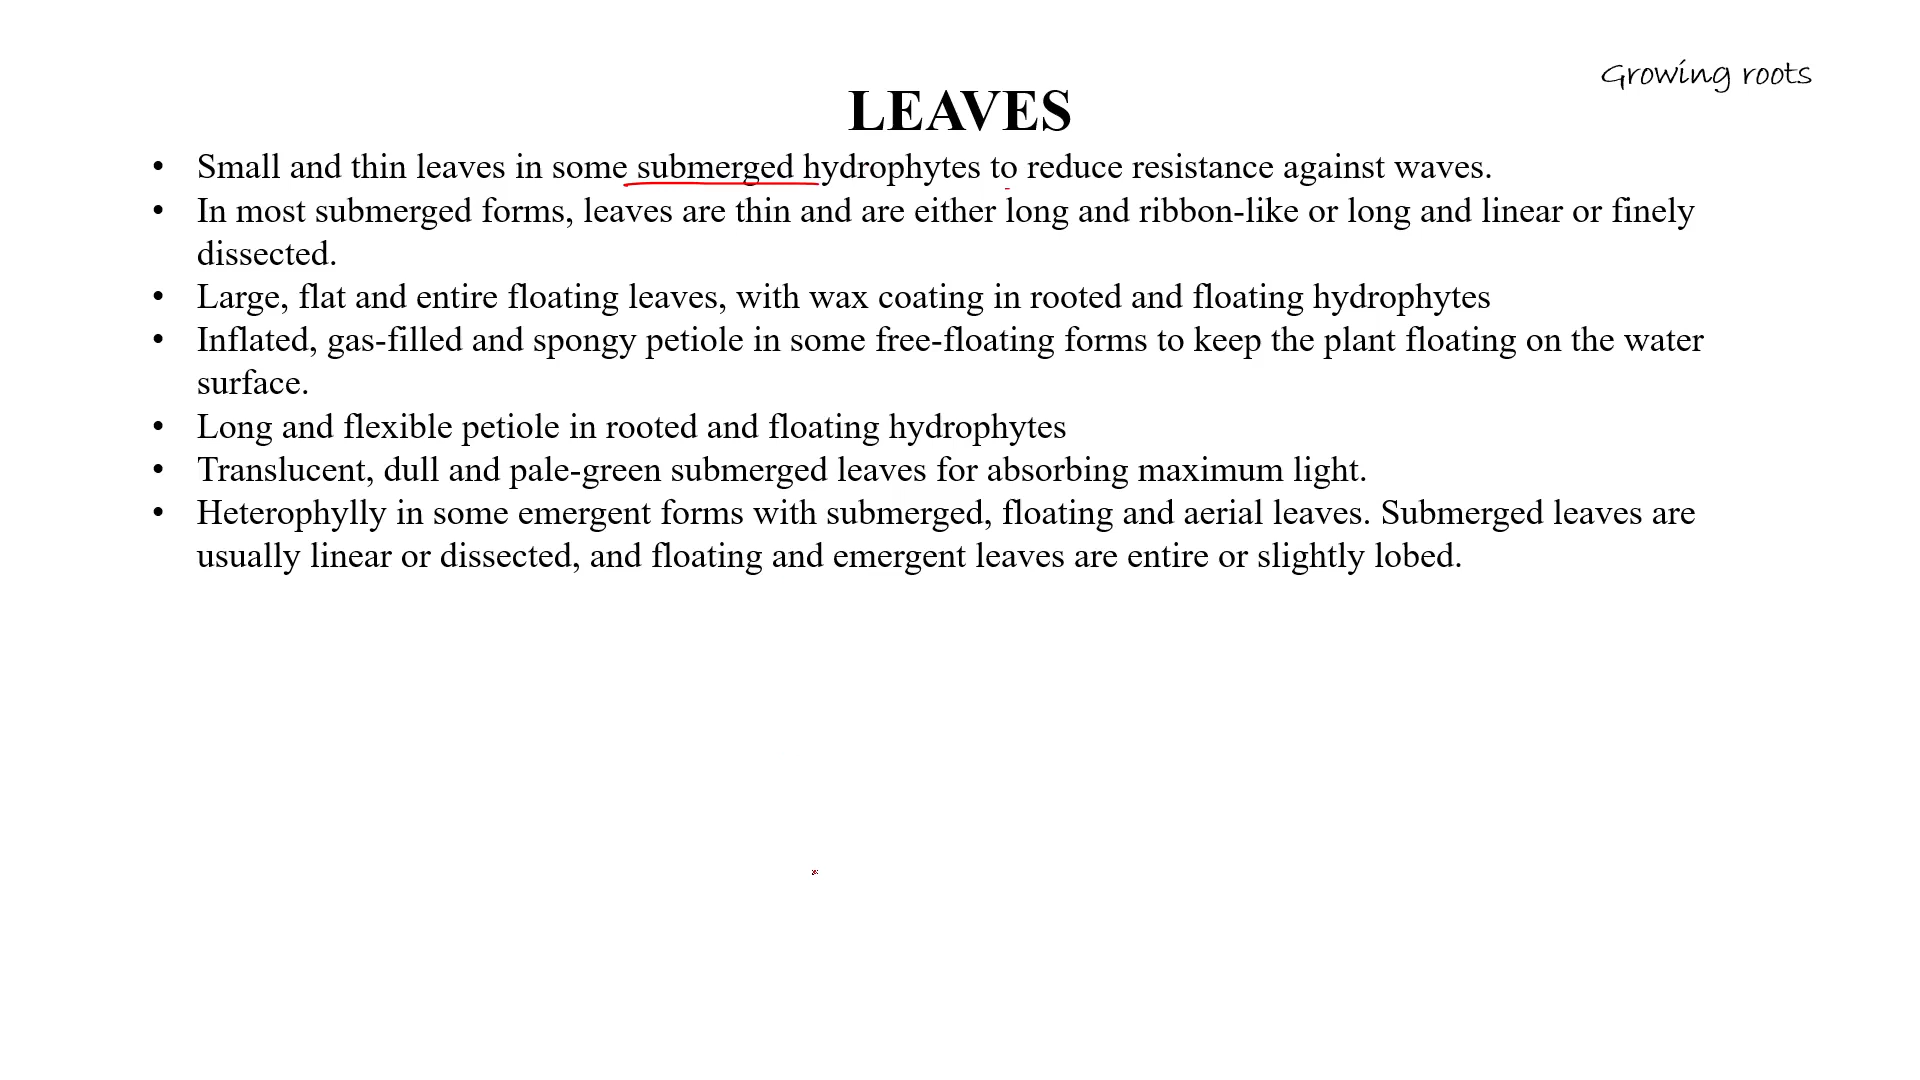 Growing roots
LEAVES
• Small and thin leaves in some submerged hydrophytes to reduce resistance against waves.
• In most submerged forms, leaves are thin and are either long and ribbon-like or long and linear or finely
dissected.
• Large, flat and entire floating leaves, with wax coating in rooted and floating hydrophytes
• Inflated, gas-filled and spongy petiole in some free-floating forms to keep the plant floating on the water
surface.
• Long and flexible petiole in rooted and floating hydrophytes
• Translucent, dull and pale-green submerged leaves for absorbing maximum light.
• Heterophylly in some emergent forms with submerged, floating and aerial leaves. Submerged leaves are
usually linear or dissected, and floating and emergent leaves are entire or slightly lobed.